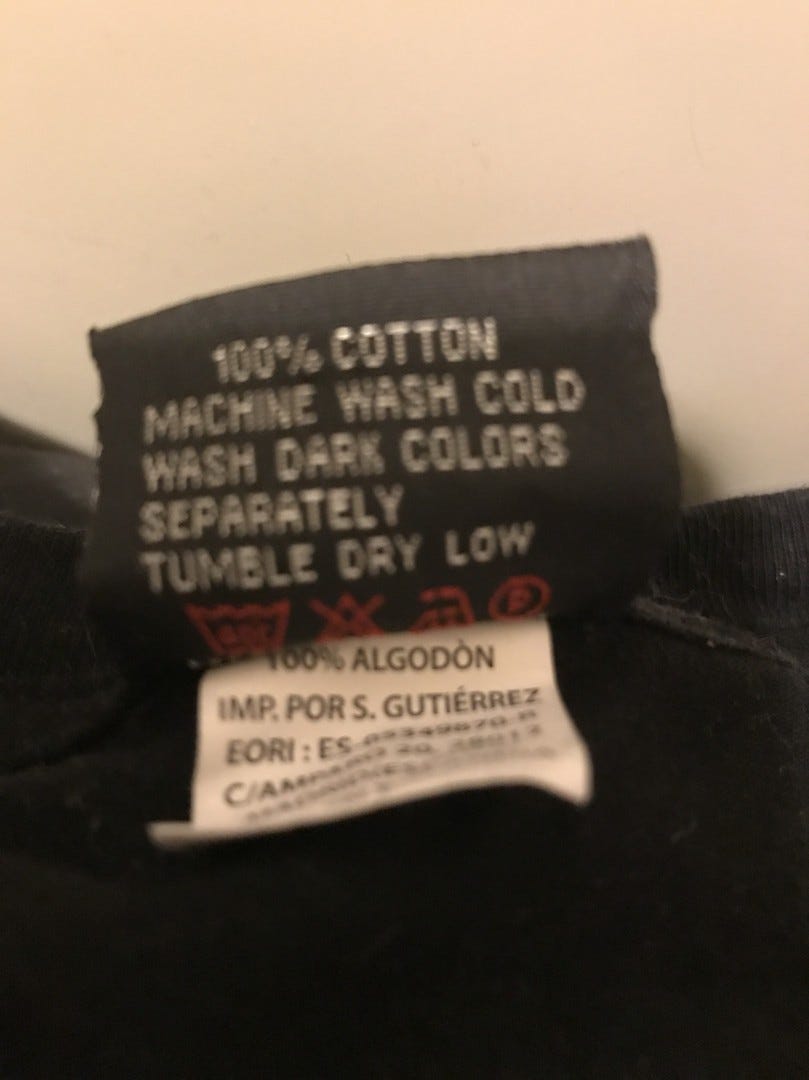 100% COTTON
MACHINE WASH COLD
WASH DARK COLORS
SEPARATELY
TUMBLE DRY LOW
100% ALGODÒN
IMP. POR S. GUTIÉRREZ
EORI : ES